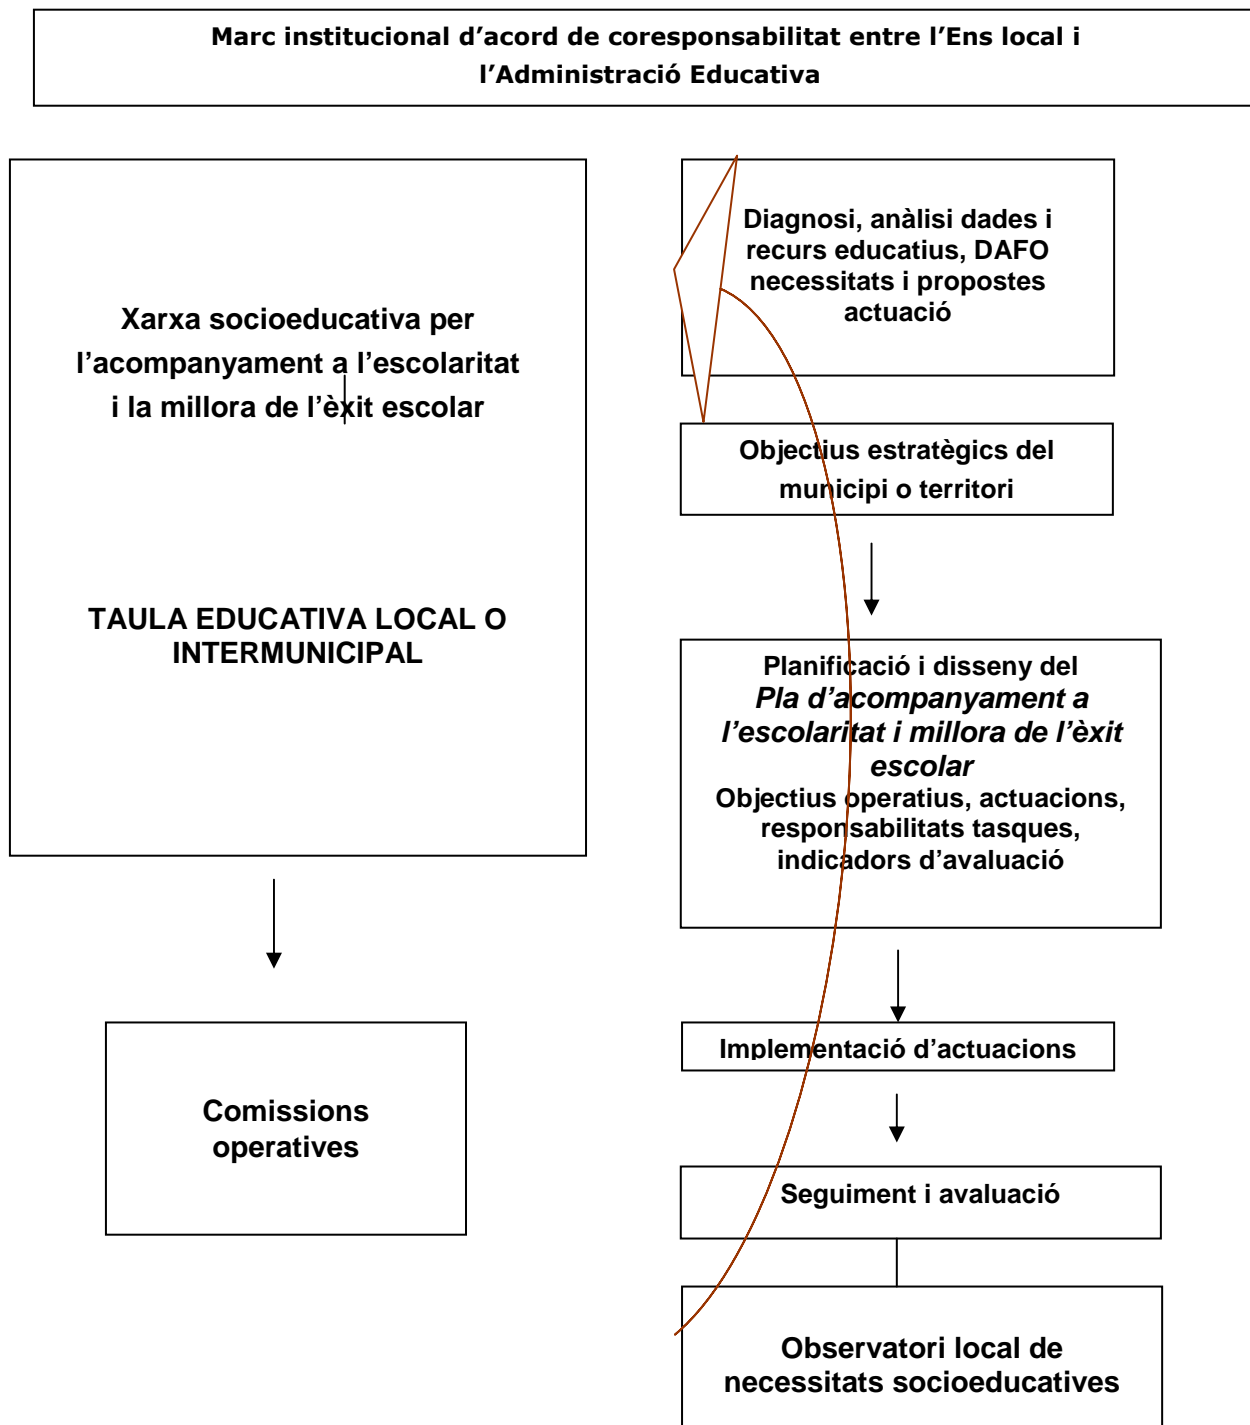 Marc institucional d’acord de coresponsabilitat entre l’Ens local i
l’Administració Educativa
Xarxa socioeducativa per
l’acompanyament a l’escolaritat
i la millora de l’èxit escolar
TAULA EDUCATIVA LOCAL O
INTERMUNICIPAL
Comissions
operatives
Diagnosi, anàlisi dades i
recurs educatius, DAFO
necessitats i propostes
actuació
Objectius estratègics del
municipi o territori
Planificació i disseny del
Pla d’acompanyament a
l’escolaritat i millora de l’èxit
escolar
Objectius operatius, actuacions,
responsabilitats tasques,
indicadors d’avaluació
Implementació d’actuacions
Seguiment i avaluació
Observatori local de
necessitats socioeducatives